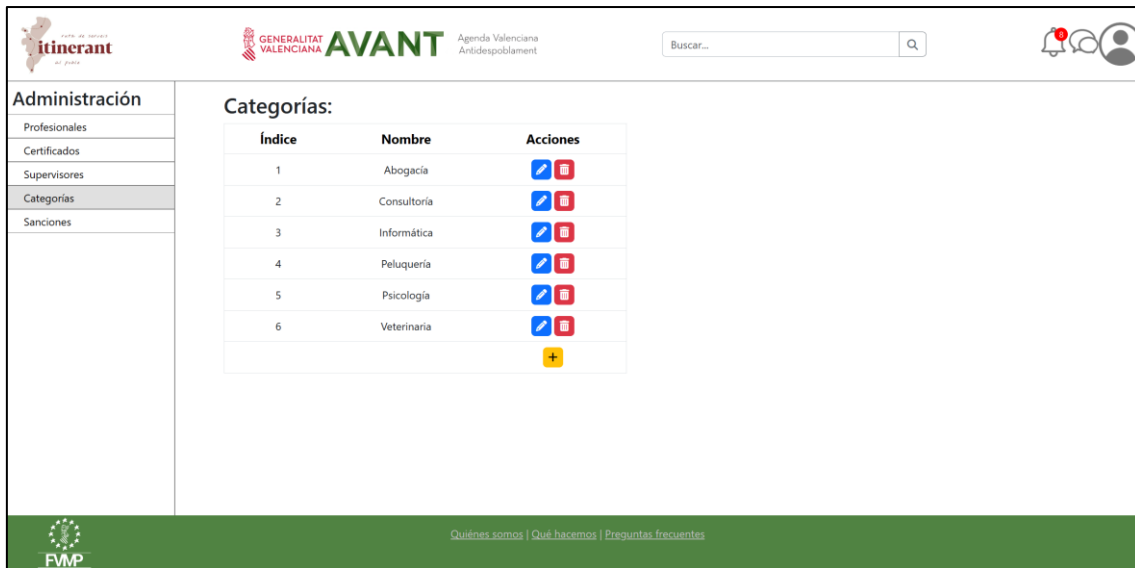 itinerant
GENERALITAT
VALENCIANA
AVANT
Agenda Valenciana
Antidespoblament
Buscar...
8
Administración
Profesionales
Certificados
Supervisores
Categorías
Sanciones
Categorías:
Índice Nombre Acciones
1 Abogacía
2 Consultoría
3 Informática
4 Peluquería
5 Psicología
6 Veterinaria
+
FVMP
Quiénes somos | Qué hacemos | Preguntas frecuentes